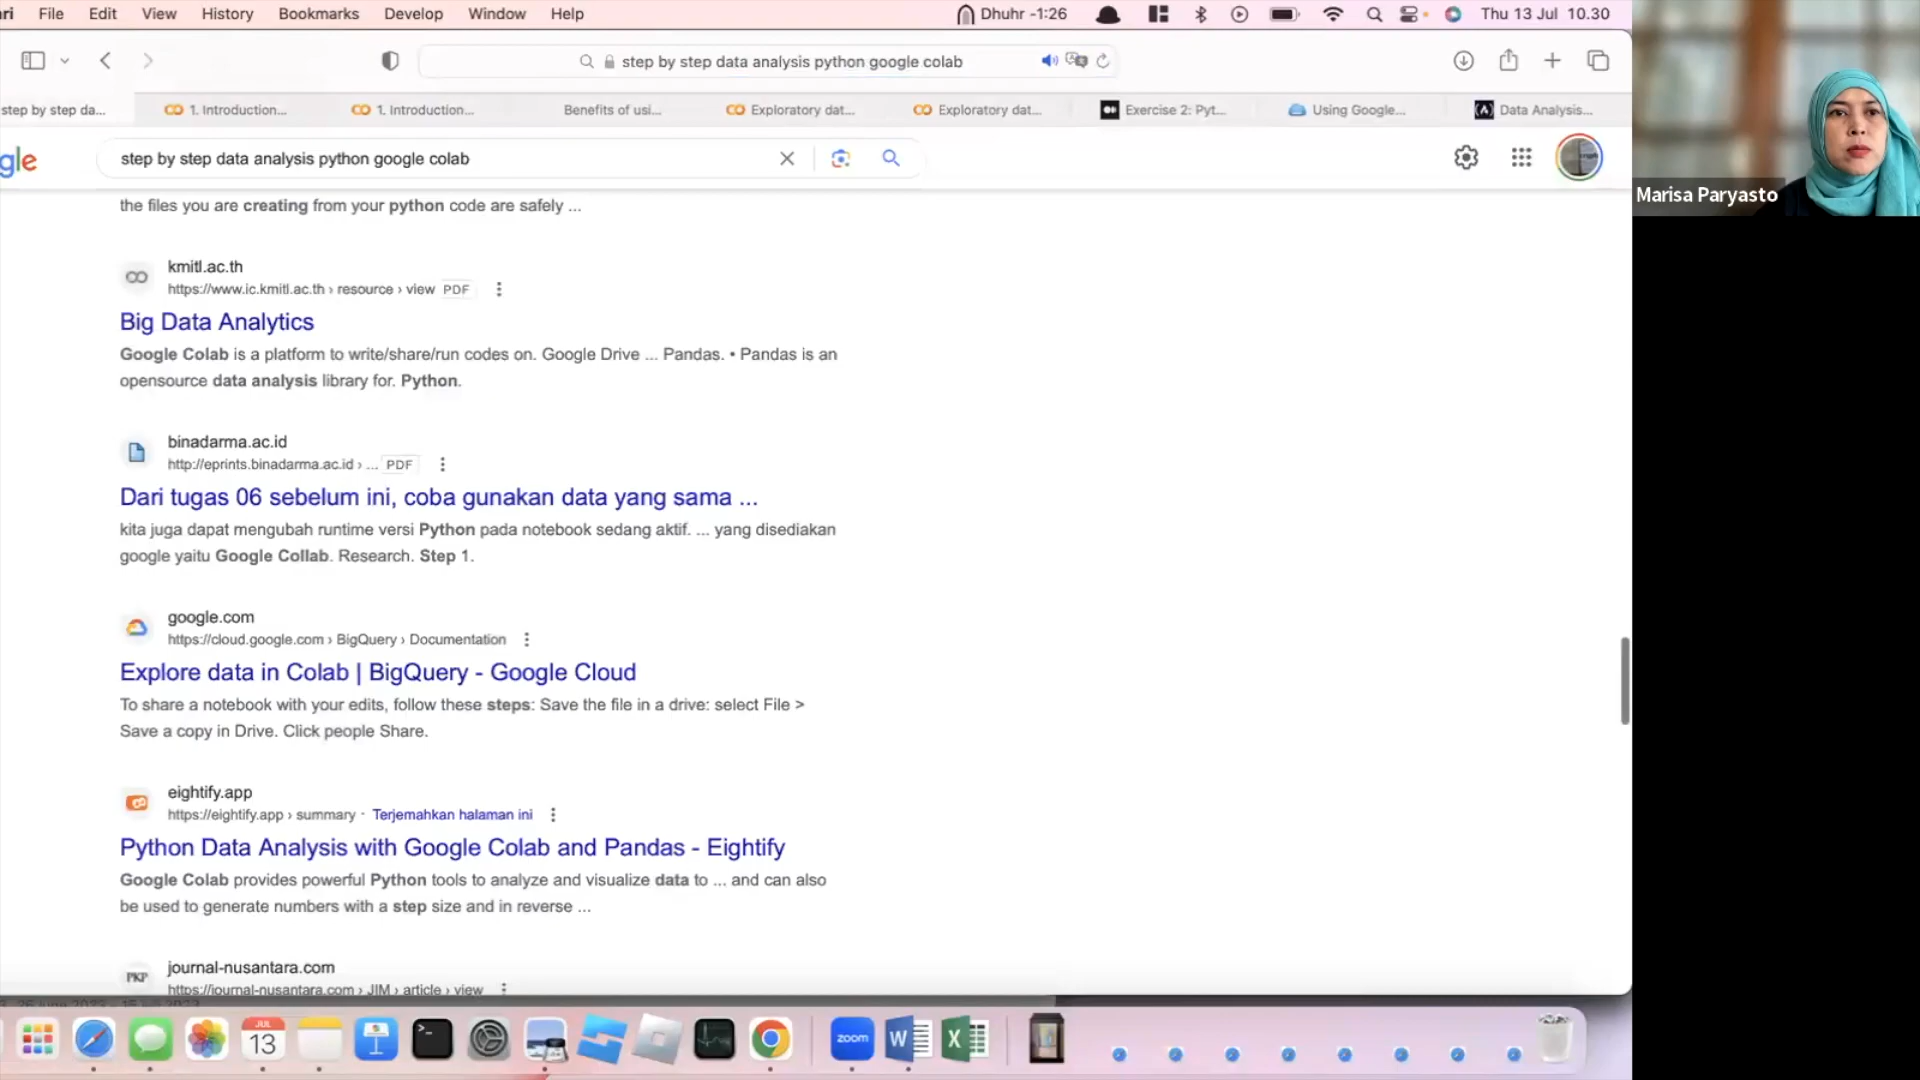 ri File Edit View History Bookmarks Develop Window Help Dhuhr -1:26 Thu 13 Jul 10.30
step by step data analysis python google colab
step by step da... 1. Introduction... 1. Introduction... Benefits of usi... Exploratory dat... Exploratory dat... Exercise 2: Pyt... Using Google... Data Analysis...
gle step by step data analysis python google colab
Marisa Paryasto
the files you are creating from your python code are safely ...
kmitl.ac.th
https://www.ic.kmitl.ac.th › resource › view PDF
Big Data Analytics
Google Colab is a platform to write/share/run codes on. Google Drive ... Pandas. • Pandas is an
opensource data analysis library for. Python.
binadarma.ac.id
http://eprints.binadarma.ac.id › ... PDF
Dari tugas 06 sebelum ini, coba gunakan data yang sama ...
kita juga dapat mengubah runtime versi Python pada notebook sedang aktif. ... yang disediakan
google yaitu Google Collab. Research. Step 1.
google.com
https://cloud.google.com › BigQuery › Documentation
Explore data in Colab | BigQuery - Google Cloud
To share a notebook with your edits, follow these steps: Save the file in a drive: select File >
Save a copy in Drive. Click people Share.
eightify.app
https://eightify.app › summary · Terjemahkan halaman ini
Python Data Analysis with Google Colab and Pandas - Eightify
Google Colab provides powerful Python tools to analyze and visualize data to ... and can also
be used to generate numbers with a step size and in reverse ...
PKP journal-nusantara.com
https://journal-nusantara.com › JIM › article › view
JUL
13 zoom W X